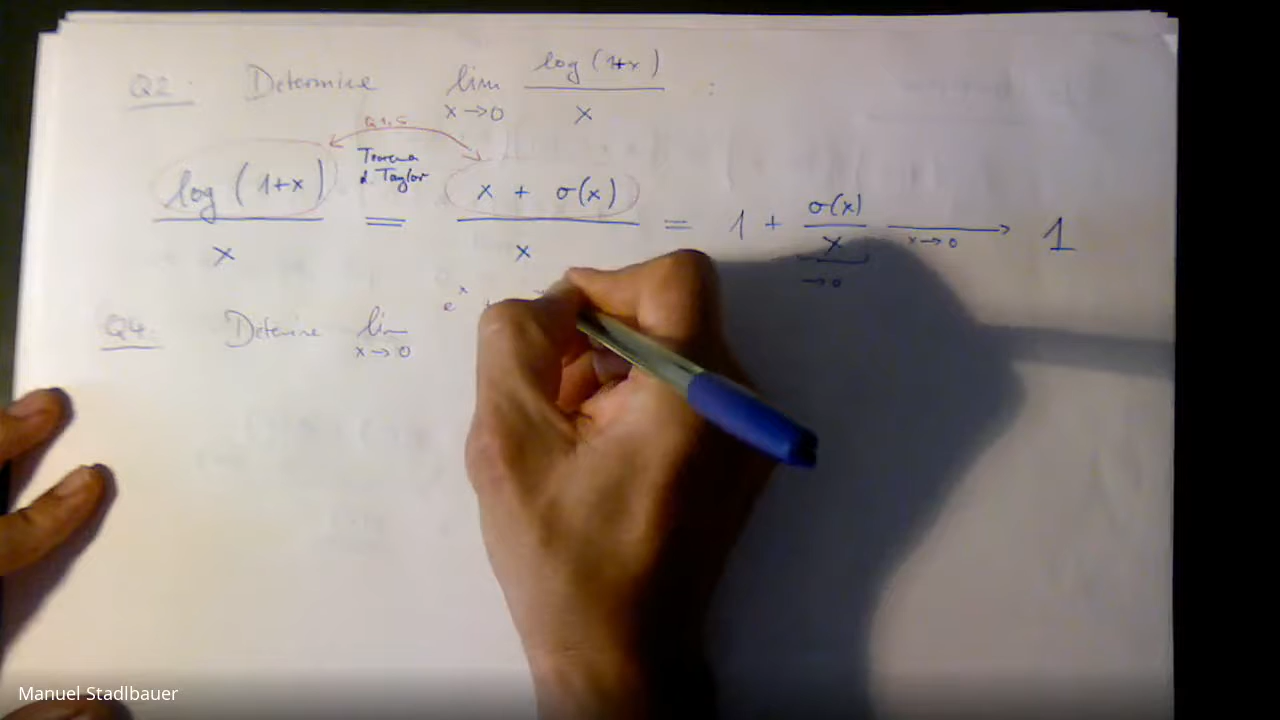 Q2: Determine lim x→0 log(1+x) / x :
Q1.5
Teorema d Taylor
log(1+x) / x = x + σ(x) / x = 1 + σ(x) / x x→0 → 1
→0
Q4: Determine lim x→0 e^x +
Manuel Stadlbauer